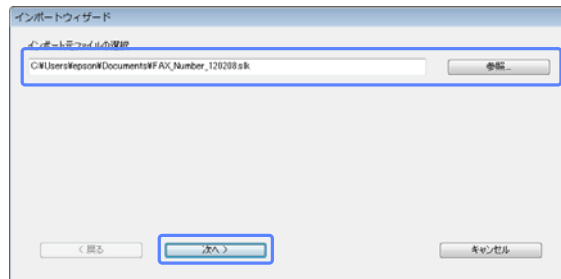 インポートウィザード
インポート元ファイルの選択
C:¥Users¥epson¥Documents¥FAX_Number_120208.slk 参照...
< 戻る 次へ > キャンセル